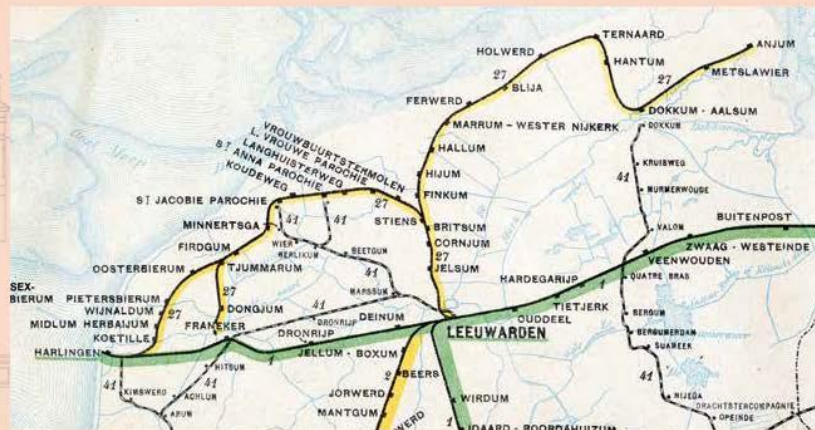 TERNAARD
ANJUM
HOLWERD
HANTUM
27
METSLAWIER
27
BLIJA
FERWERD
DOKKUM - AALSUM
MARRUM - WESTER NIJKERK
DOKKUM
VROUWBUURTSTERMOLEN
L. VROUWE PAROCHIE
LANGHUISTERWEG
ST ANNA PAROCHIE
KOUDEWEG
HALLUM
KRUISWEG
41
HIJUM
MURMERWOUDE
ST JACOBIE PAROCHIE
27
FINKUM
41
41
STIENS
BRITSUM
MINNERTSGA
VALOM
BUITENPOST
WIER
CORNJUM
BERLIKUM
BEETGUM
27
ZWAAG - WESTEINDE
FIRDGUM
VEENWOUDEN
OOSTERBIERUM
TJUMMARUM
41
JELSUM
HARDEGARIJP
QUATRE BRAS
SEX-
BIERUM
PIETERSBIERUM
MARSSUM
1
WIJNALDUM
27
27
DONGJUM
41
TIETJERK
BERGUM
MIDLUM HERBAIJUM
FRANEKER
DRONRIJP
DEINUM
OUDDEEL
BERGUMERDAM
KOETILLE
DRONRIJP
LEEUWARDEN
SUAMEER
HARLINGEN
1
JELLUM - BOXUM
HITSUM
2
BEERS
41
41
KIMSWERD
41
ACHLUM
JORWERD
WIRDUM
NIJEGA
ARUM
MANTGUM
DRACHTSTERCOMPAGNIE
OPEINDE
WERD
1
IDAARD - ROORDAHUIZUM